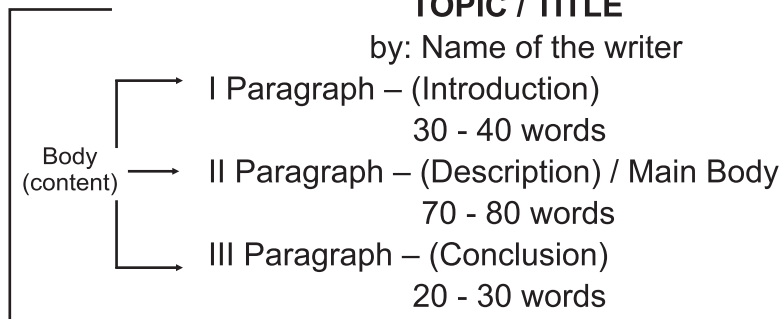 TOPIC / TITLE
by: Name of the writer
I Paragraph – (Introduction)
30 - 40 words
Body
(content)
II Paragraph – (Description) / Main Body
70 - 80 words
III Paragraph – (Conclusion)
20 - 30 words